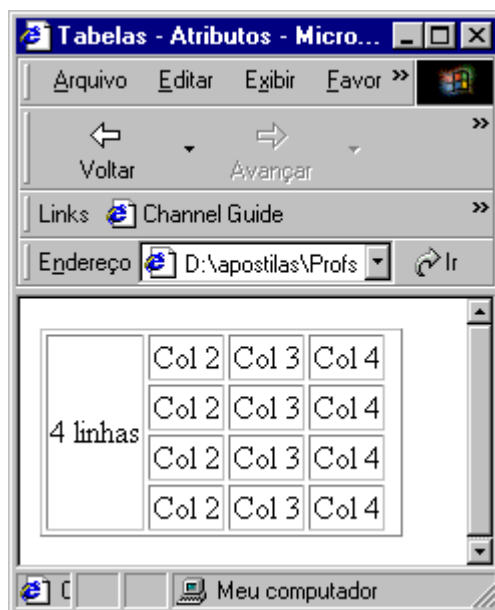 Tabelas - Atributos - Micro...
Arquivo Editar Exibir Favor »
Voltar Avançar »
Links Channel Guide »
Endereço D:\apostilas\Profs Ir
4 linhas
Col 2 Col 3 Col 4
Col 2 Col 3 Col 4
Col 2 Col 3 Col 4
Col 2 Col 3 Col 4
Meu computador